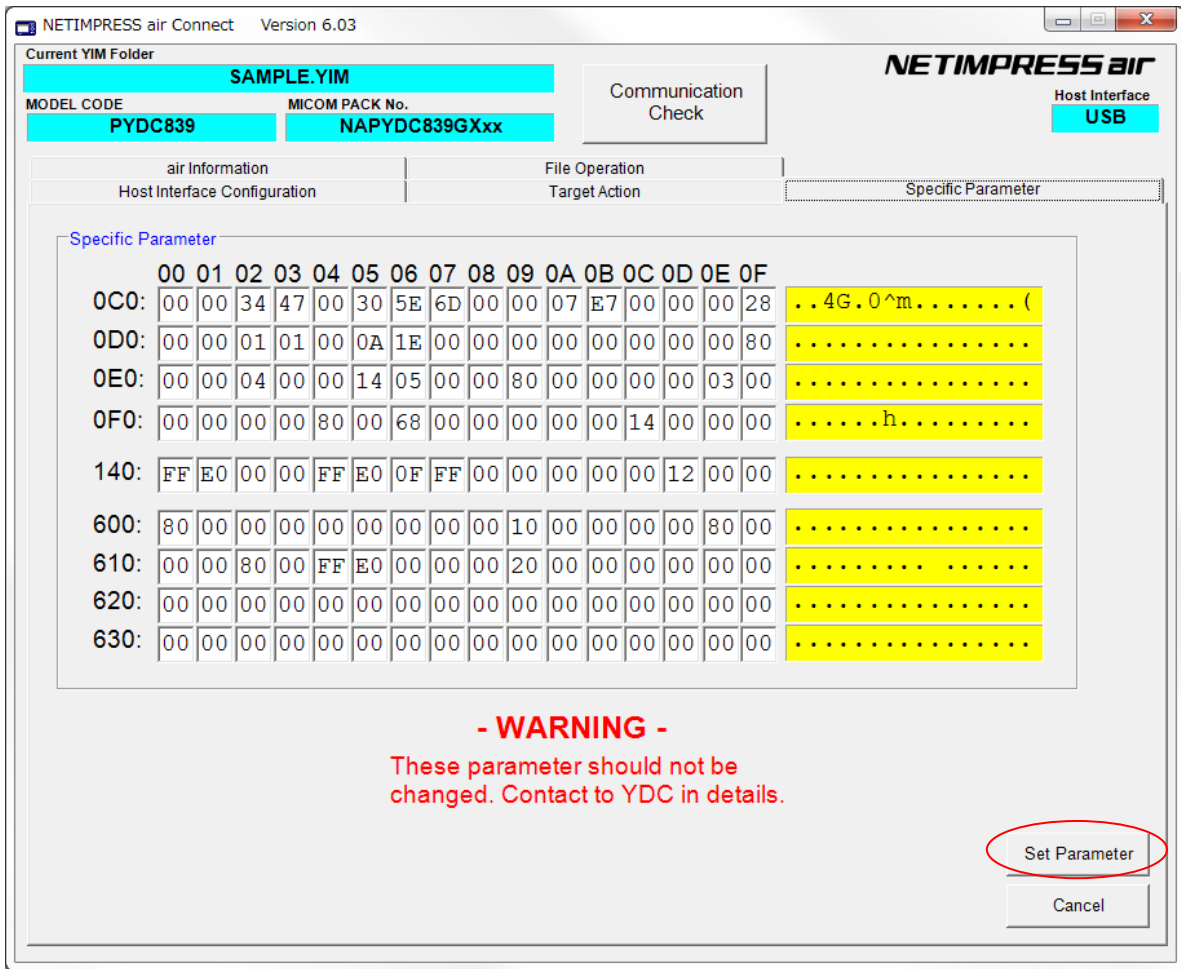 NETIMPRESS air Connect Version 6.03
Current YIM Folder
SAMPLE.YIM
MODEL CODE MICOM PACK No.
PYDC839 NAPYDC839GXxx
Communication
Check
NETIMPRESS air
Host Interface
USB
air Information File Operation
Host Interface Configuration Target Action Specific Parameter
Specific Parameter
00 01 02 03 04 05 06 07 08 09 0A 0B 0C 0D 0E 0F
0C0: 00 00 34 47 00 30 5E 6D 00 00 07 E7 00 00 00 28 ..4G.0^m.......(
0D0: 00 00 01 01 00 0A 1E 00 00 00 00 00 00 00 00 80 ................
0E0: 00 00 04 00 00 14 05 00 00 80 00 00 00 00 03 00 ................
0F0: 00 00 00 00 80 00 68 00 00 00 00 00 14 00 00 00 ......h.........
140: FF E0 00 00 FF E0 0F FF 00 00 00 00 00 12 00 00 ................
600: 80 00 00 00 00 00 00 00 00 10 00 00 00 00 80 00 ................
610: 00 00 80 00 FF E0 00 00 00 20 00 00 00 00 00 00 ......... ......
620: 00 00 00 00 00 00 00 00 00 00 00 00 00 00 00 00 ................
630: 00 00 00 00 00 00 00 00 00 00 00 00 00 00 00 00 ................
- WARNING -
These parameter should not be
changed. Contact to YDC in details.
Set Parameter
Cancel